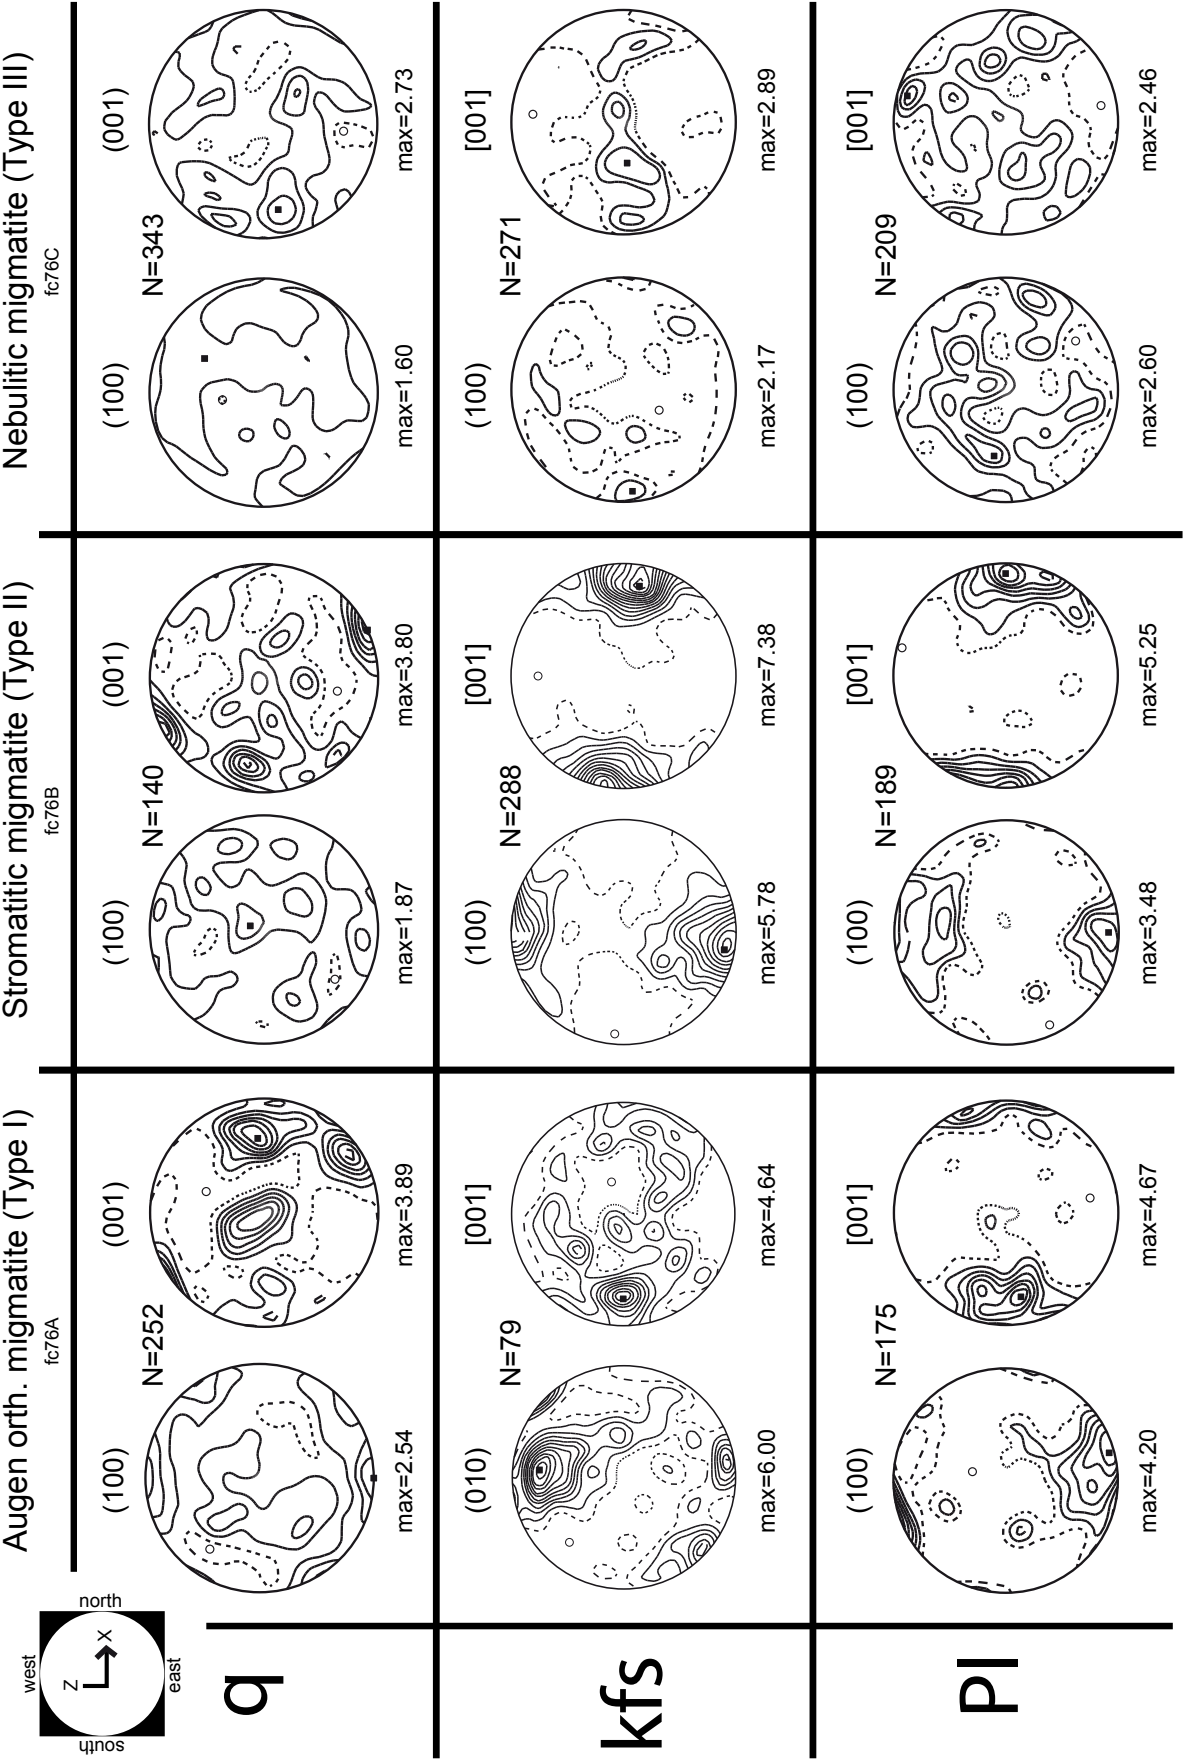 Augen orth. migmatite (Type I)
fc76A
Stromatitic migmatite (Type II)
fc76B
Nebulitic migmatite (Type III)
fc76C
west
north
south
east
Z
X
q
(100)
N=252
(001)
max=2.54
max=3.89
(100)
N=140
(001)
max=1.87
max=3.80
(100)
N=343
(001)
max=1.60
max=2.73
kfs
(010)
N=79
[001]
max=6.00
max=4.64
(100)
N=288
[001]
max=5.78
max=7.38
(100)
N=271
[001]
max=2.17
max=2.89
Pl
(100)
N=175
[001]
max=4.20
max=4.67
(100)
N=189
[001]
max=3.48
max=5.25
(100)
N=209
[001]
max=2.60
max=2.46